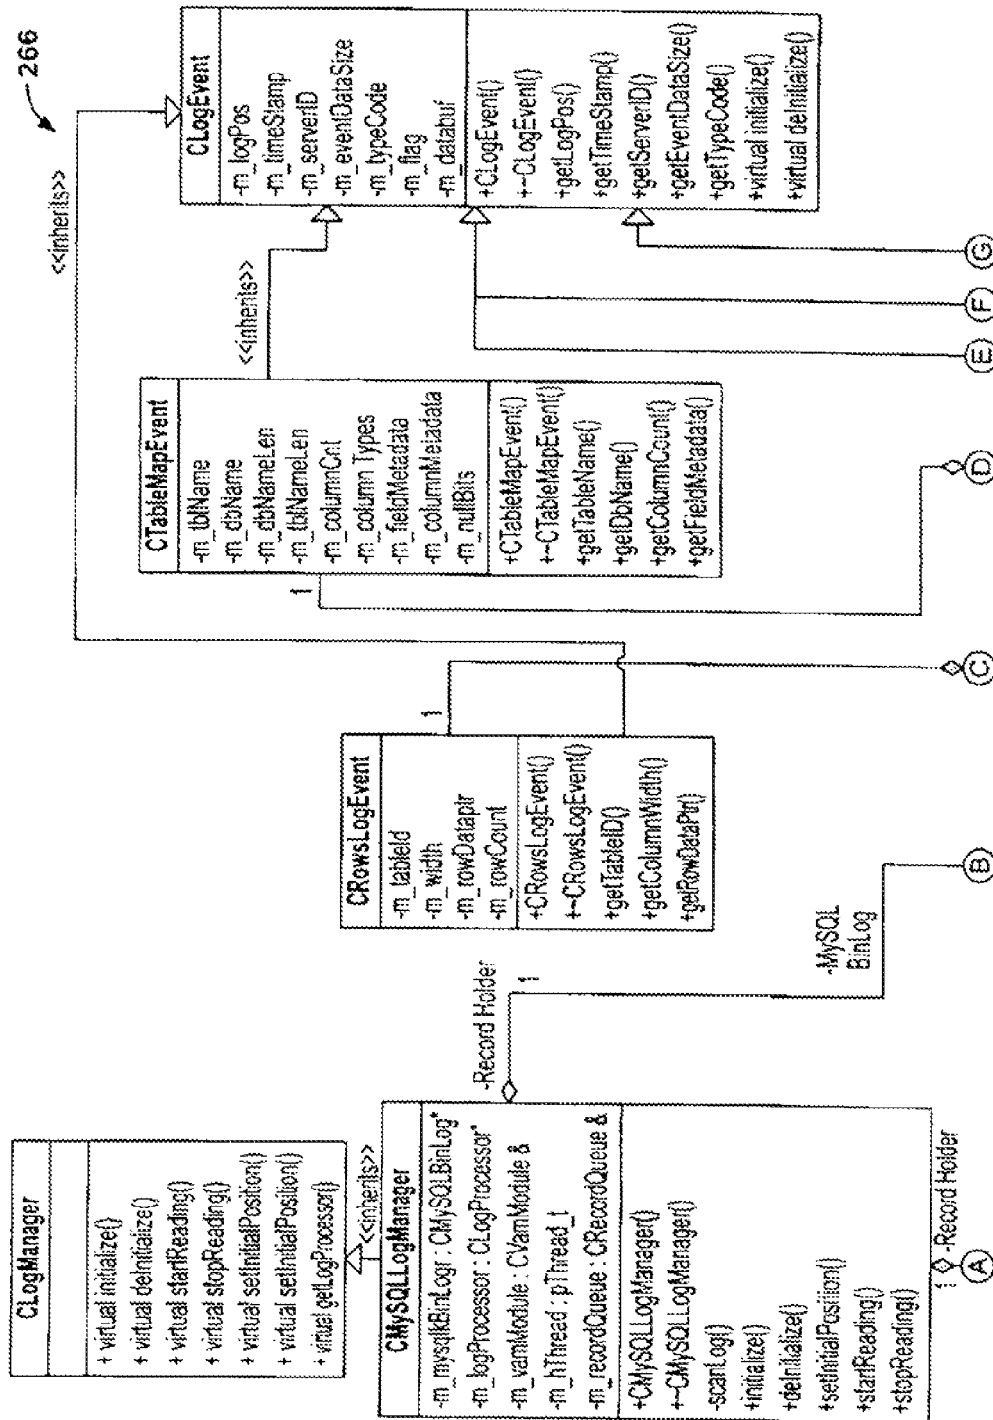 266
<<inherits>>
CLogEvent
-m_logPos
-m_timeStamp
-m_serverID
-m_eventDataSize
-m_typeCode
-m_flag
-m_databuf
+CLogEvent()
+~CLogEvent()
+getLogPos()
+getTimeStamp()
+getServerID()
+getEventDataSize()
+getTypeCode()
+virtual initialize()
+virtual deInitialize()
<<inherits>>
CTableMapEvent
-m_tblName
-m_dbName
-m_dbNameLen
-m_tblNameLen
-m_columnCnt
-m_column Types
-m_fieldMetadata
-m_columnMetadata
-m_nullBits
+CTableMapEvent()
+~CTableMapEvent()
+getTableName()
+getDbName()
+getColumnCount()
+getFieldMetadata()
1
G
F
E
D
CRowsLogEvent
-m_tableId
-m_width
-m_rowDataptr
-m_rowCount
+CRowsLogEvent()
+~CRowsLogEvent()
+getTableID()
+getColumnWidth()
+getRowDataPtr()
1
C
CLogManager
+ virtual initialize()
+ virtual deInitialize()
+ virtual startReading()
+ virtual stopReading()
+ virtual setInitialPosition()
+ virtual setInitialPosition()
+ virtual getLogProcessor()
<<inherits>>
CMySQLLogManager
-m_mysqlkBinLogr : CMySQLBinLog*
-m_logProcessor : CLogProcessor*
-m_vamModule : CVamModule &
-m_hThread : pThread_t
-m_recordQueue : CRecordQueue &
+CMySQLLogManager()
+~CMySQLLogManager()
-scanLog()
+initialize()
+deInitialize()
+setInitialPosition()
+startReading()
+stopReading()
-Record Holder
1
-MySQL
BinLog
B
1
-Record Holder
A